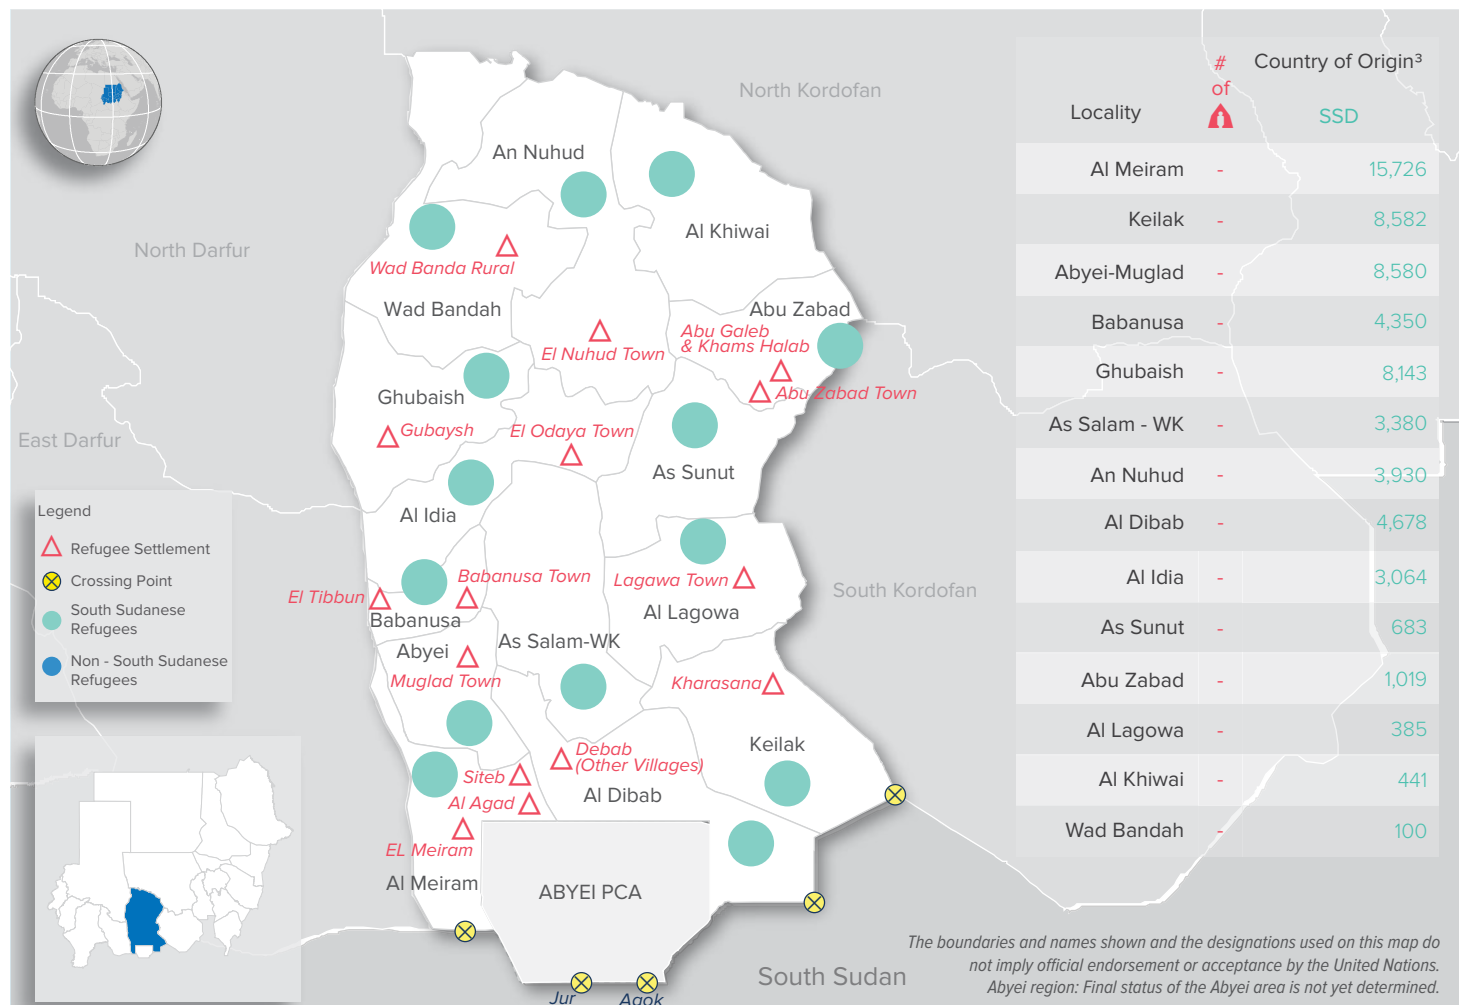 North Kordofan
An Nuhud
Al Khiwai
North Darfur
Wad Banda Rural
Wad Bandah
Abu Zabad
Abu Galeb
& Khams Halab
El Nuhud Town
Abu Zabad Town
Ghubaish
Gubaysh
El Odaya Town
East Darfur
As Sunut
Al Idia
Legend
Refugee Settlement
Crossing Point
South Sudanese
Refugees
Non - South Sudanese
Refugees
El Tibbun
Babanusa Town
Babanusa
Lagawa Town
Al Lagowa
South Kordofan
Abyei
As Salam-WK
Muglad Town
Kharasana
Keilak
Debab
(Other Villages)
Siteb
Al Agad
Al Dibab
EL Meiram
Al Meiram
ABYEI PCA
South Sudan
Jur
Agok
Locality # of Country of Origin³
SSD
Al Meiram - 15,726
Keilak - 8,582
Abyei-Muglad - 8,580
Babanusa - 4,350
Ghubaish - 8,143
As Salam - WK - 3,380
An Nuhud - 3,930
Al Dibab - 4,678
Al Idia - 3,064
As Sunut - 683
Abu Zabad - 1,019
Al Lagowa - 385
Al Khiwai - 441
Wad Bandah - 100
The boundaries and names shown and the designations used on this map do
not imply official endorsement or acceptance by the United Nations.
Abyei region: Final status of the Abyei area is not yet determined.